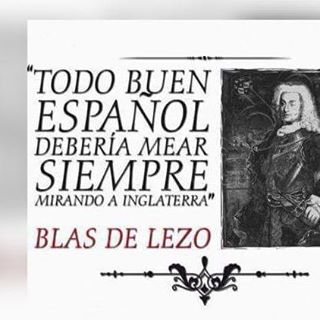 "TODO BUEN
ESPAÑOL
DEBERÍA MEAR
SIEMPRE
MIRANDO A INGLATERRA"
BLAS DE LEZO